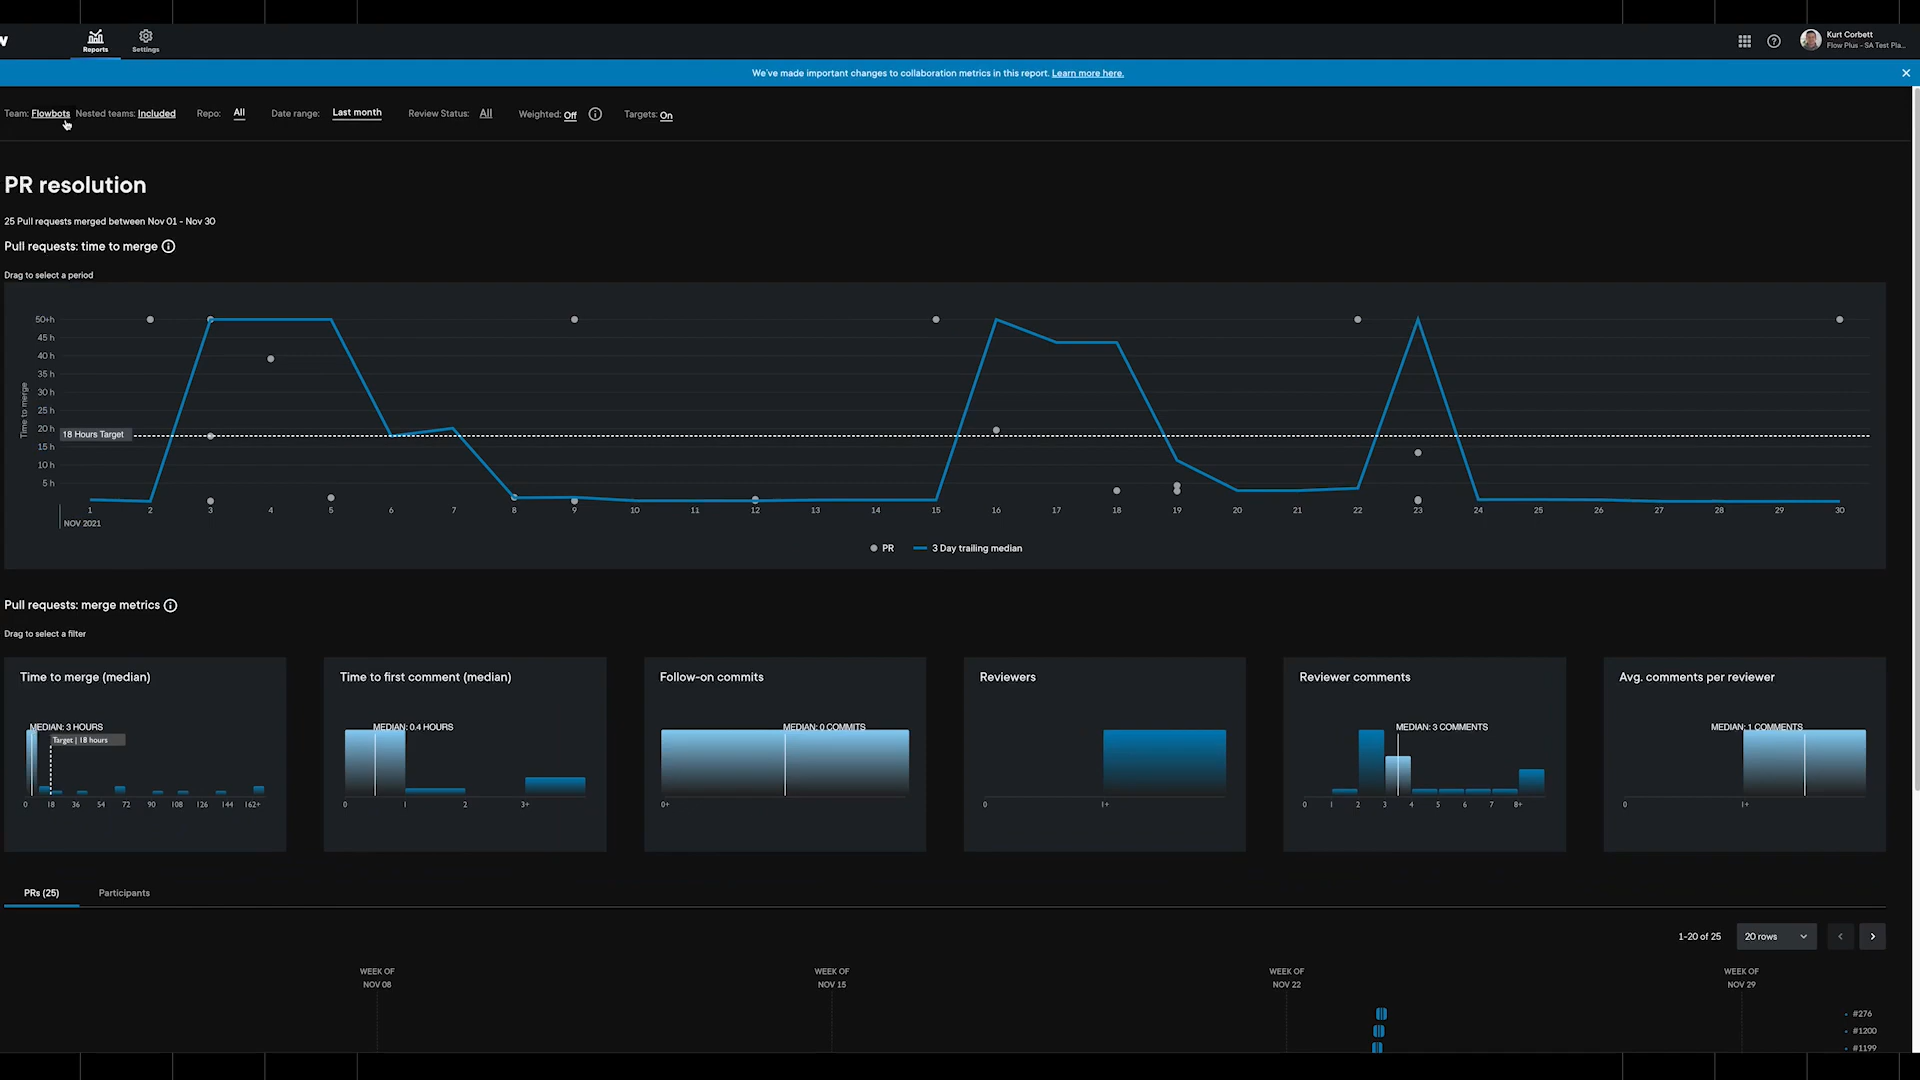 Reports
Settings
Kurt Corbett
Flow Plus - SA Test Pla...
We've made important changes to collaboration metrics in this report. Learn more here.
Team: Flowbots Nested teams: Included Repo: All Date range: Last month Review Status: All Weighted: Off Targets: On
PR resolution
25 Pull requests merged between Nov 01 - Nov 30
Pull requests: time to merge
Drag to select a period
Time to merge
50+h
45 h
40 h
35 h
30 h
25 h
20 h
18 Hours Target
15 h
10 h
5 h
1 2 3 4 5 6 7 8 9 10 11 12 13 14 15 16 17 18 19 20 21 22 23 24 25 26 27 28 29 30
NOV 2021
PR 3 Day trailing median
Pull requests: merge metrics
Drag to select a filter
Time to merge (median)
MEDIAN: 3 HOURS
Target | 18 hours
0 18 36 54 72 90 108 126 144 162+
Time to first comment (median)
MEDIAN: 0.4 HOURS
0 1 2 3+
Follow-on commits
MEDIAN: 0 COMMITS
0+
Reviewers
0 1+
Reviewer comments
MEDIAN: 3 COMMENTS
0 1 2 3 4 5 6 7 8+
Avg. comments per reviewer
MEDIAN: 1 COMMENTS
0 1+
PRs (25) Participants
1-20 of 25 20 rows
WEEK OF
NOV 08
WEEK OF
NOV 15
WEEK OF
NOV 22
WEEK OF
NOV 29
#276
#1200
#1199